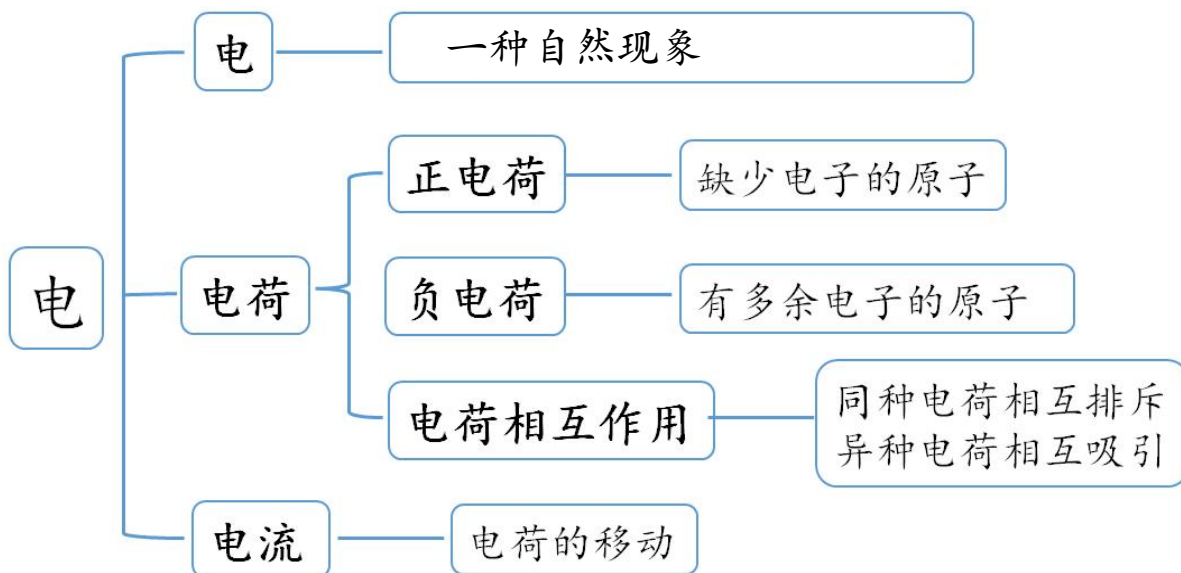 电
电
一种自然现象
电荷
正电荷
缺少电子的原子
负电荷
有多余电子的原子
电荷相互作用
同种电荷相互排斥
异种电荷相互吸引
电流
电荷的移动